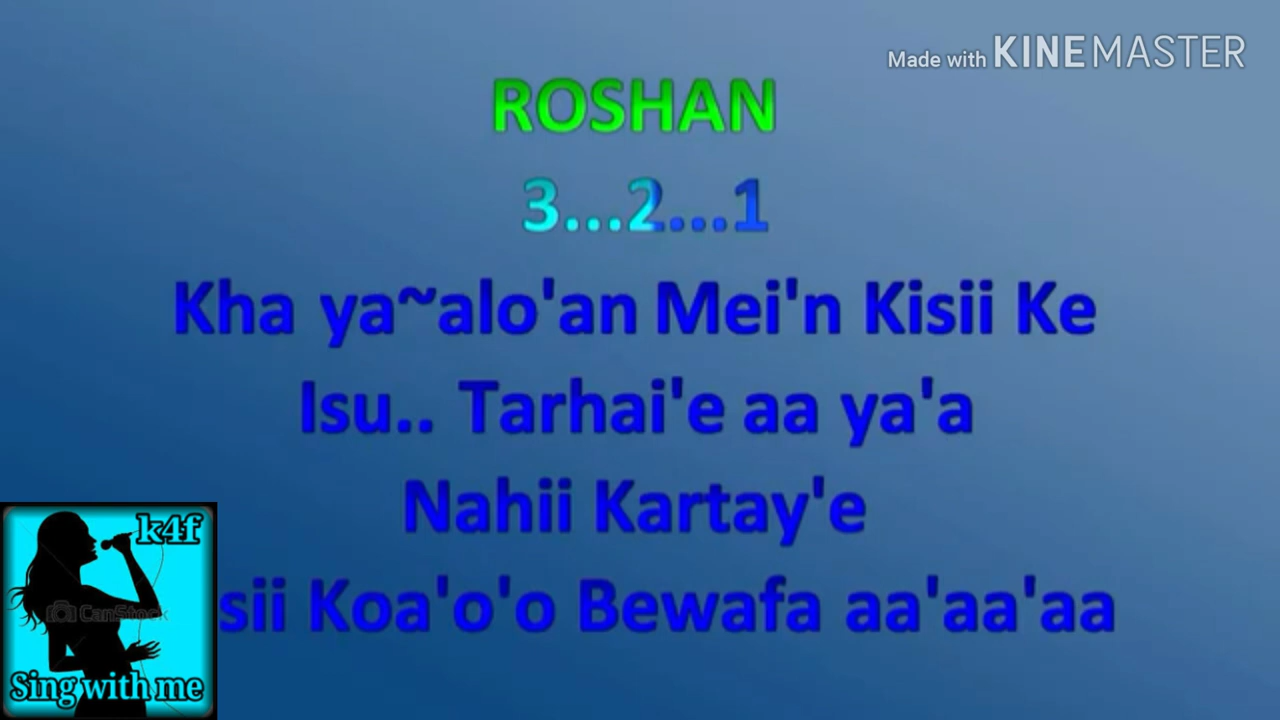 Made with KINEMASTER
ROSHAN
3...2...1
Kha ya~alo'an Mei'n Kisii Ke
Isu.. Tarhai'e aa ya'a
Nahii Kartay'e
sii Koa'o'o Bewafa aa'aa'aa
k4f
CanStock
Sing with me